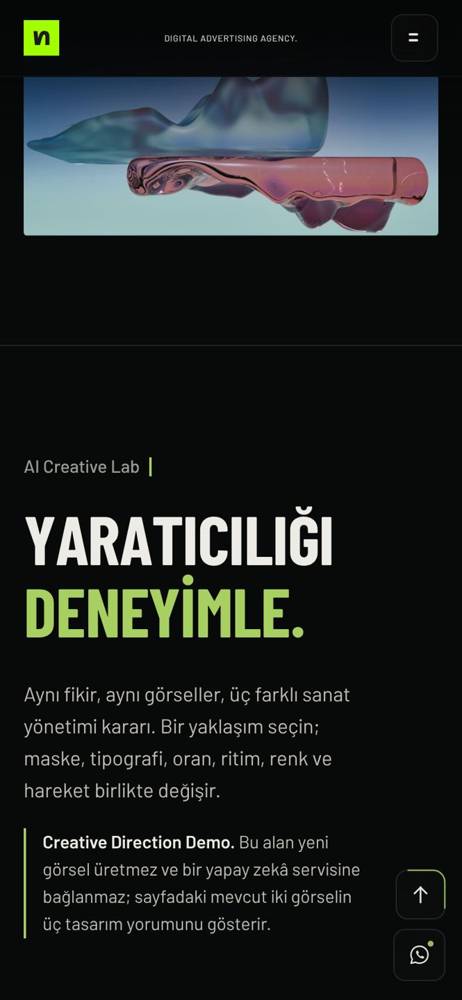 n
DIGITAL ADVERTISING AGENCY.
AI Creative Lab
YARATICILIĞI
DENEYİMLE.
Aynı fikir, aynı görseller, üç farklı sanat
yönetimi kararı. Bir yaklaşım seçin;
maske, tipografi, oran, ritim, renk ve
hareket birlikte değişir.
Creative Direction Demo. Bu alan yeni
görsel üretmez ve bir yapay zekâ servisine
bağlanmaz; sayfadaki mevcut iki görselin
üç tasarım yorumunu gösterir.